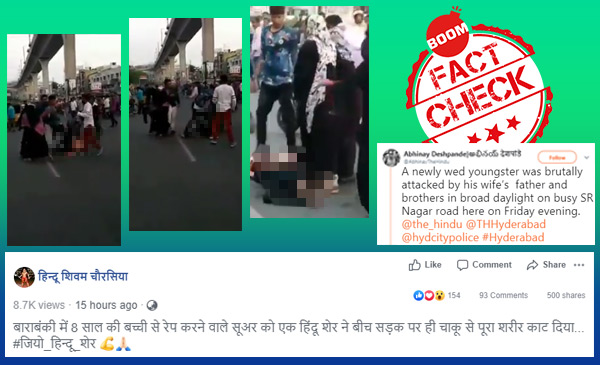 BOOM
FACT
CHECK
Abhinay Deshpande/అభినయ్ దేశపాండే
@AbhinayTheHindu
Follow
A newly wed youngster was brutally
attacked by his wife's father and
brothers in broad daylight on busy SR
Nagar road here on Friday evening.
@the_hindu @THHyderabad
@hydcitypolice #Hyderabad
हिन्दू शिवम चौरसिया
Like Comment Share
8.7K views · 15 hours ago ·
154 93 Comments 500 shares
बाराबंकी में 8 साल की बच्ची से रेप करने वाले सूअर को एक हिंदू शेर ने बीच सड़क पर ही चाकू से पूरा शरीर काट दिया...
#जियो_हिन्दू_शेर 💪🙏